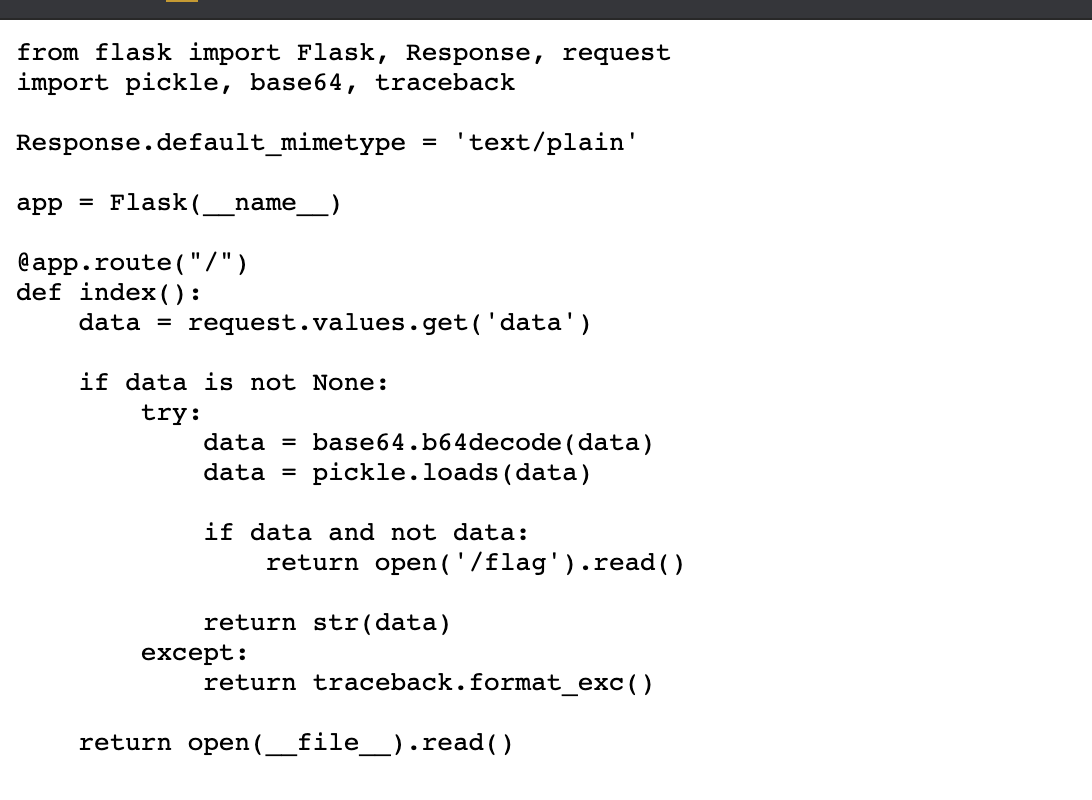 from flask import Flask, Response, request
import pickle, base64, traceback

Response.default_mimetype = 'text/plain'

app = Flask(__name__)

@app.route("/")
def index():
    data = request.values.get('data')

    if data is not None:
        try:
            data = base64.b64decode(data)
            data = pickle.loads(data)

            if data and not data:
                return open('/flag').read()

            return str(data)
        except:
            return traceback.format_exc()

    return open(__file__).read()